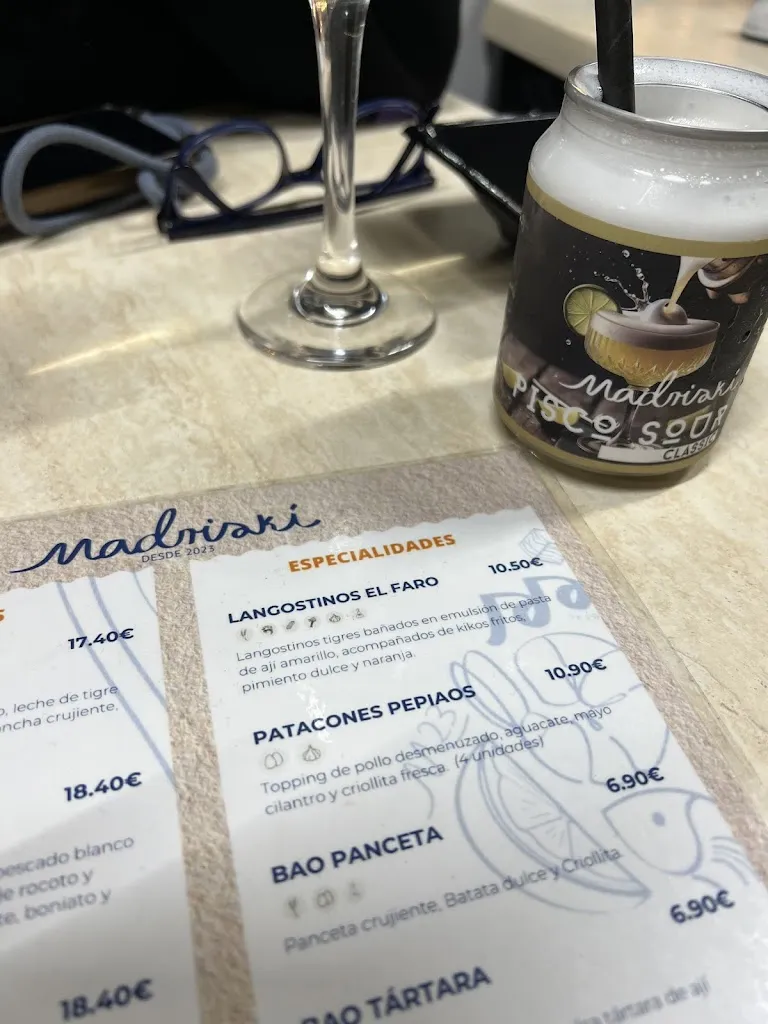 Madriski
PISCO SOUR
CLASSIC
Madriski
DESDE 2023
17.40€
leche de tigre
crujiente,
18.40€
pescado blanco
rocoto y
boniato y
18.40€
ESPECIALIDADES
LANGOSTINOS EL FARO 10.50€
Langostinos tigres bañados en emulsión de pasta
de ají amarillo, acompañados de kikos fritos,
pimiento dulce y naranja.
PATACONES PEPIAOS 10.90€
Topping de pollo desmenuzado, aguacate, mayo
cilantro y criollita fresca. (4 unidades)
BAO PANCETA 6.90€
Panceta crujiente, Batata dulce y Criollita
BAO TÁRTARA 6.90€
tártara de ají